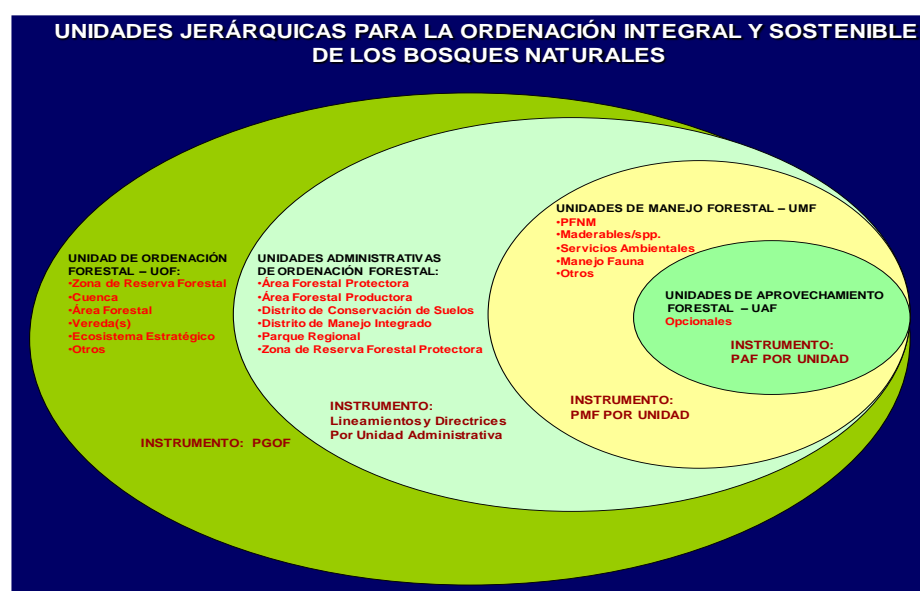 UNIDADES JERÁRQUICAS PARA LA ORDENACIÓN INTEGRAL Y SOSTENIBLE
DE LOS BOSQUES NATURALES
UNIDAD DE ORDENACIÓN
FORESTAL – UOF:
•Zona de Reserva Forestal
•Cuenca
•Área Forestal
•Vereda(s)
•Ecosistema Estratégico
•Otros
INSTRUMENTO: PGOF
UNIDADES ADMINISTRATIVAS
DE ORDENACIÓN FORESTAL:
•Área Forestal Protectora
•Área Forestal Productora
•Distrito de Conservación de Suelos
•Distrito de Manejo Integrado
•Parque Regional
•Zona de Reserva Forestal Protectora
INSTRUMENTO:
Lineamientos y Directrices
Por Unidad Administrativa
UNIDADES DE MANEJO FORESTAL – UMF
•PFNM
•Maderables/spp.
•Servicios Ambientales
•Manejo Fauna
•Otros
INSTRUMENTO:
PMF POR UNIDAD
UNIDADES DE APROVECHAMIENTO
FORESTAL – UAF
Opcionales
INSTRUMENTO:
PAF POR UNIDAD